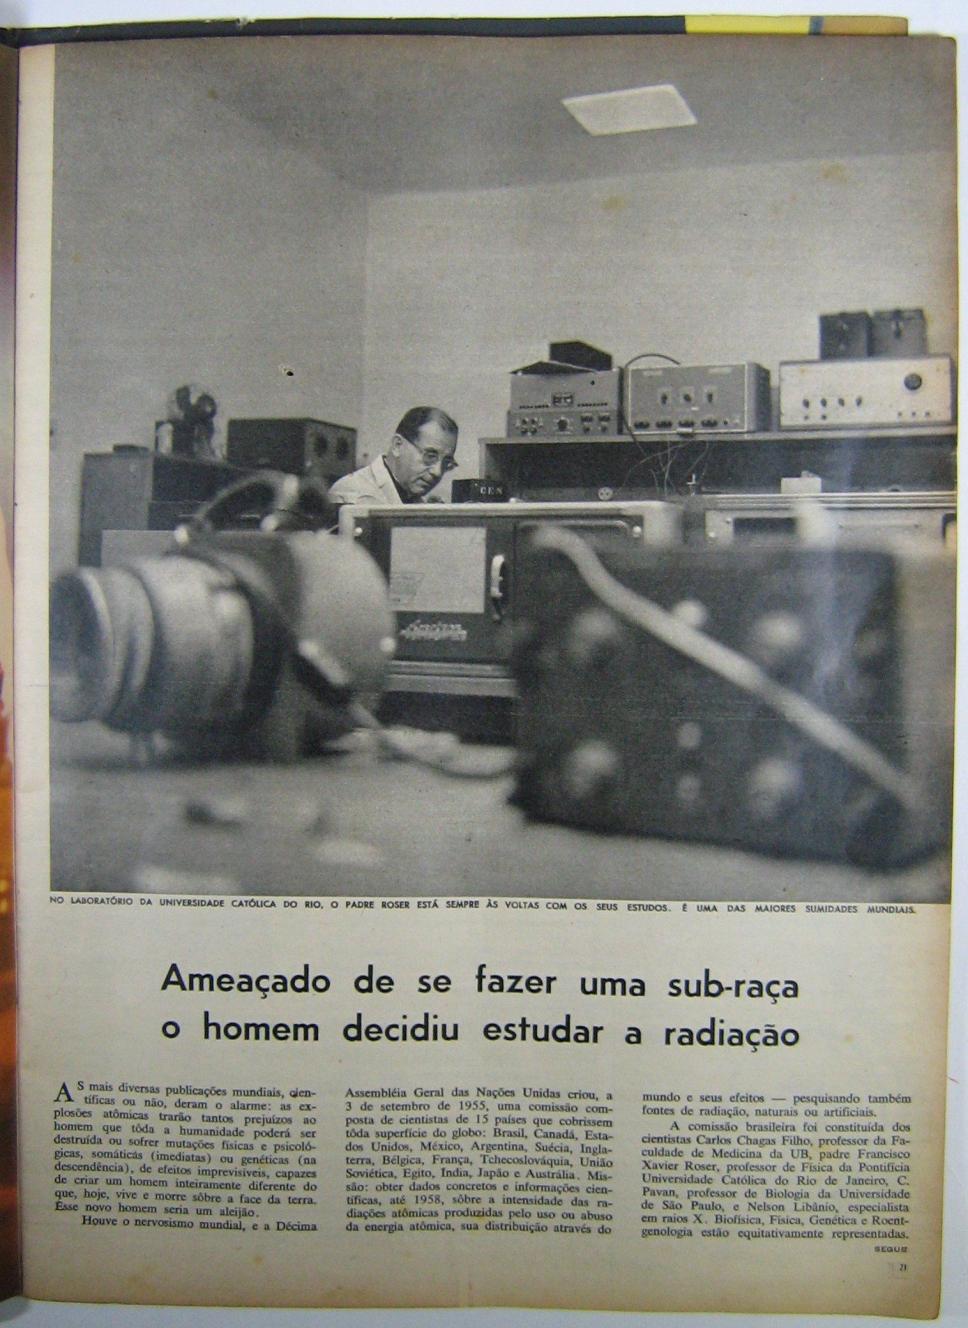 CEN
NO LABORATÓRIO DA UNIVERSIDADE CATÓLICA DO RIO, O PADRE ROSER ESTÁ SEMPRE ÀS VOLTAS COM OS SEUS ESTUDOS. É UMA DAS MAIORES SUMIDADES MUNDIAIS.
Ameaçado de se fazer uma sub-raça
o homem decidiu estudar a radiação
AS mais diversas publicações mundiais, cien-
tíficas ou não, deram o alarme: as ex-
plosões atômicas trarão tantos prejuízos ao
homem que tôda a humanidade poderá ser
destruída ou sofrer mutações físicas e psicoló-
gicas, somáticas (imediatas) ou genéticas (na
descendência), de efeitos imprevisíveis, capazes
de criar um homem inteiramente diferente do
que, hoje, vive e morre sôbre a face da terra.
Êsse novo homem seria um aleijão.
Houve o nervosismo mundial, e a Décima
Assembléia Geral das Nações Unidas criou, a
3 de setembro de 1955, uma comissão com-
posta de cientistas de 15 países que cobrissem
tôda superfície do globo: Brasil, Canadá, Esta-
dos Unidos, México, Argentina, Suécia, Ingla-
terra, Bélgica, França, Tchecoslováquia, União
Soviética, Egito, Índia, Japão e Austrália. Mis-
são: obter dados concretos e informações cien-
tíficas, até 1958, sôbre a intensidade das ra-
diações atômicas produzidas pelo uso ou abuso
da energia atômica, sua distribuição através do
mundo e seus efeitos — pesquisando também
fontes de radiação, naturais ou artificiais.
A comissão brasileira foi constituída dos
cientistas Carlos Chagas Filho, professor da Fa-
culdade de Medicina da UB, padre Francisco
Xavier Roser, professor de Física da Pontifícia
Universidade Católica do Rio de Janeiro, C.
Pavan, professor de Biologia da Universidade
de São Paulo, e Nelson Libânio, especialista
em raios X. Biofísica, Física, Genética e Roent-
genologia estão equitativamente representadas.
SEGUE
21